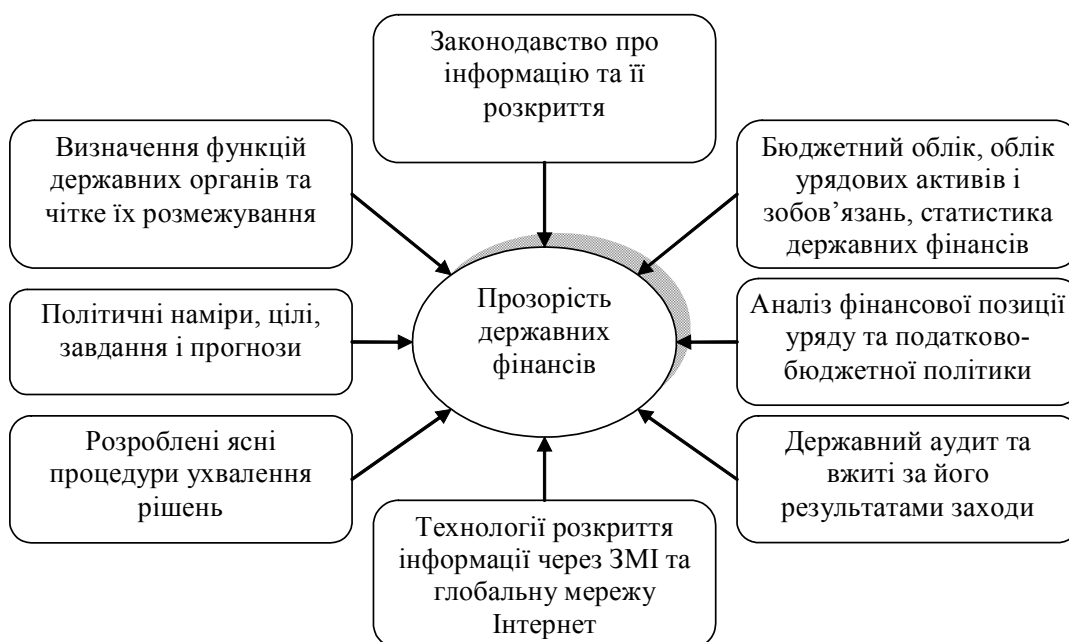 Законодавство про
інформацію та її
розкриття
Визначення функцій
державних органів та
чітке їх розмежування
Бюджетний облік, облік
урядових активів і
зобов’язань, статистика
державних фінансів
Прозорість
державних
фінансів
Політичні наміри, цілі,
завдання і прогнози
Аналіз фінансової позиції
уряду та податково-
бюджетної політики
Розроблені ясні
процедури ухвалення
рішень
Державний аудит та
вжиті за його
результатами заходи
Технології розкриття
інформації через ЗМІ та
глобальну мережу
Інтернет